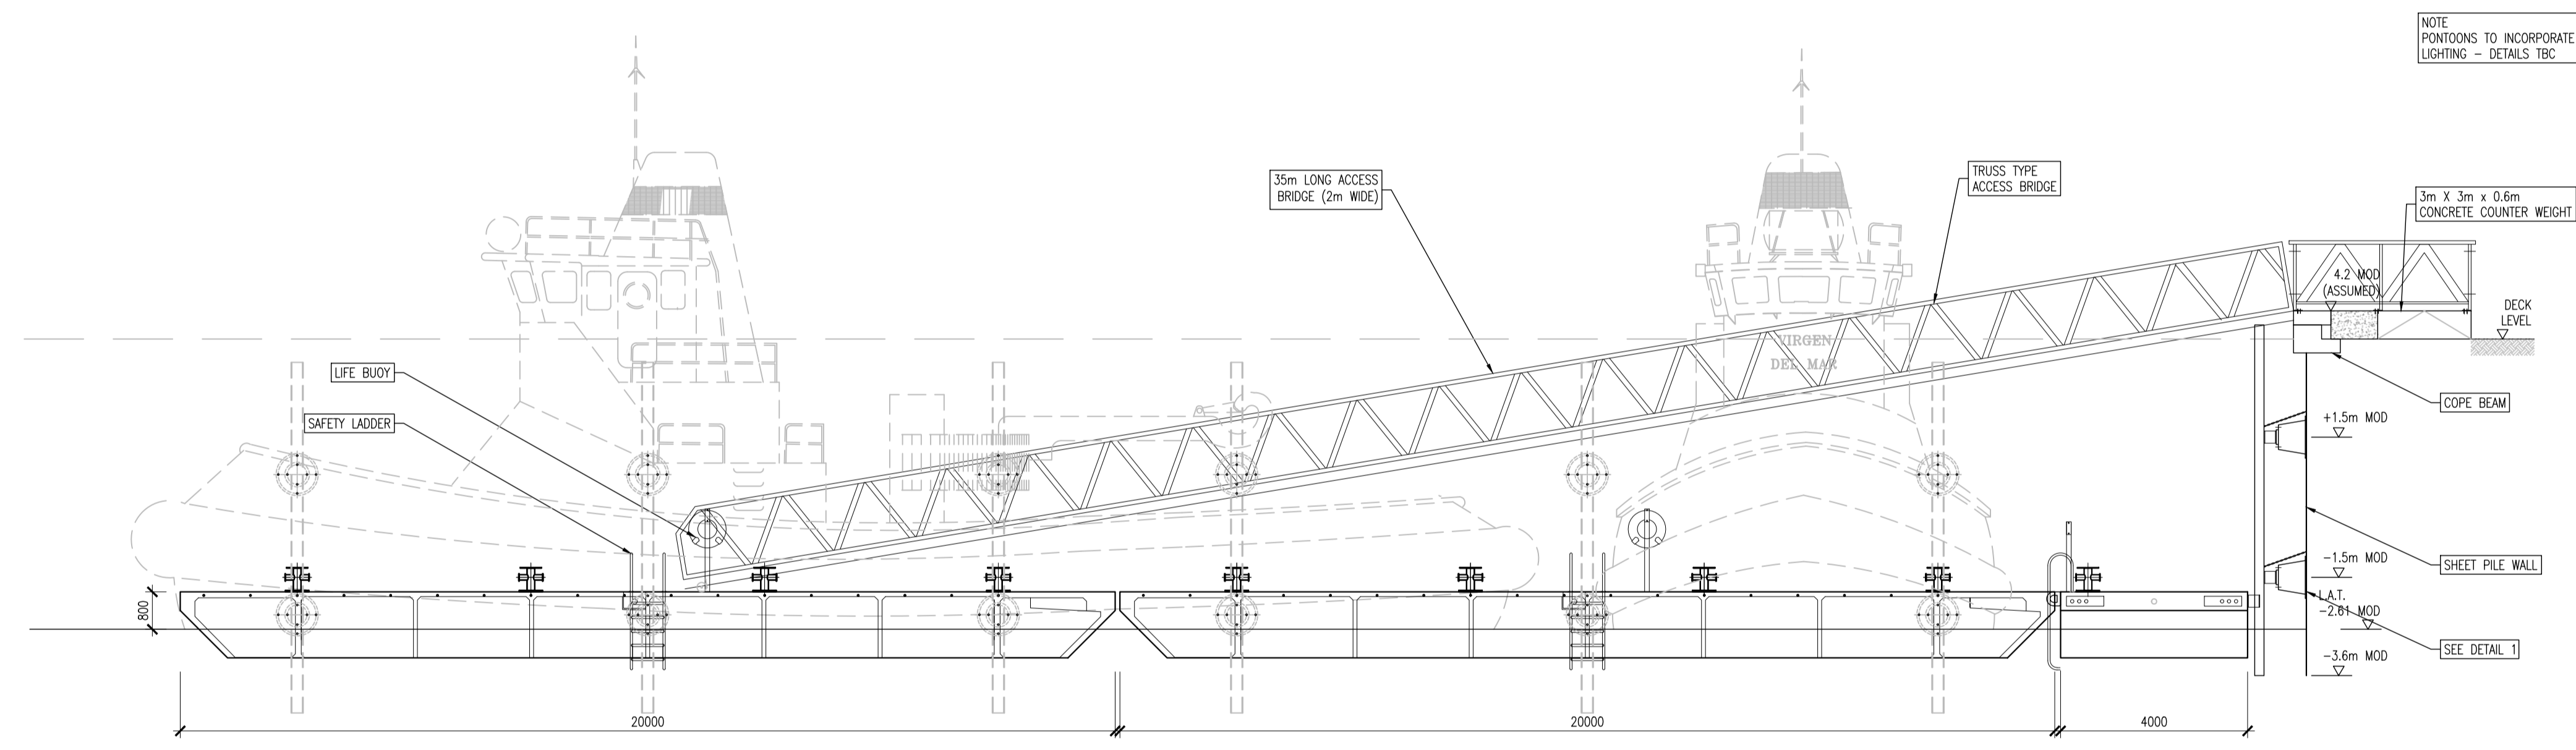 NOTE
PONTOONS TO INCORPORATE
LIGHTING - DETAILS TBC
35m LONG ACCESS
BRIDGE (2m WIDE)
TRUSS TYPE
ACCESS BRIDGE
3m X 3m x 0.6m
CONCRETE COUNTER WEIGHT
4.2 MOD
(ASSUMED)
DECK
LEVEL
VIRGEN
DEL MAR
LIFE BUOY
SAFETY LADDER
COPE BEAM
+1.5m MOD
-1.5m MOD
SHEET PILE WALL
L.A.T.
-2.61 MOD
-3.6m MOD
SEE DETAIL 1
800
20000
20000
4000